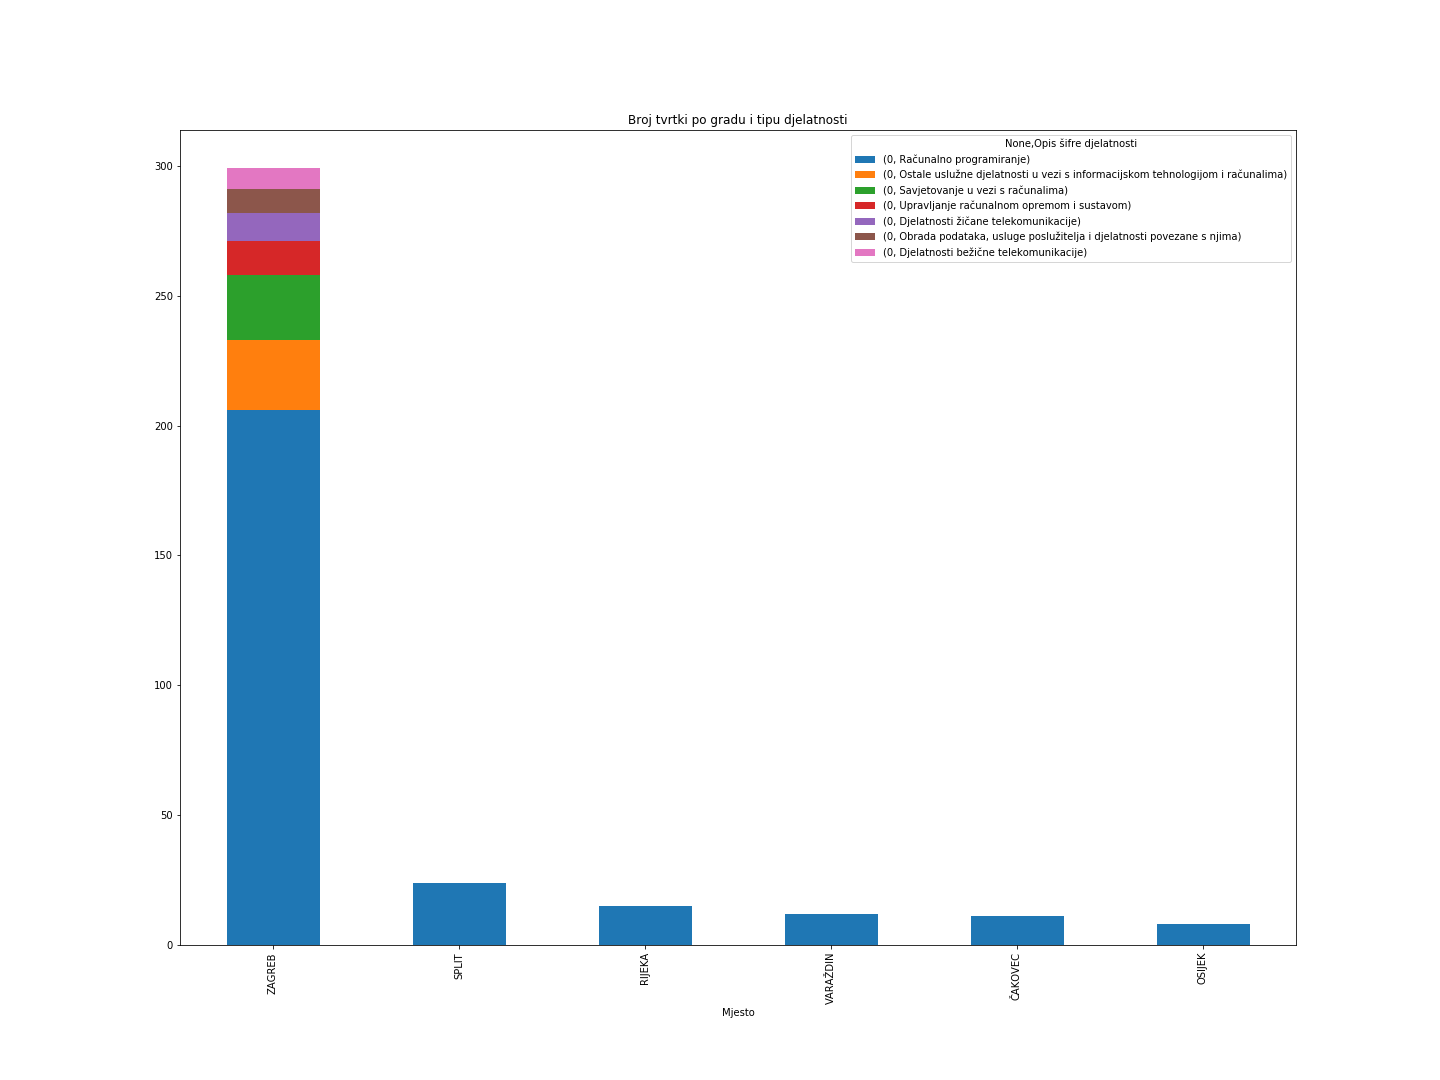 Broj tvrtki po gradu i tipu djelatnosti
None,Opis šifre djelatnosti
(0, Računalno programiranje)
(0, Ostale uslužne djelatnosti u vezi s informacijskom tehnologijom i računalima)
(0, Savjetovanje u vezi s računalima)
(0, Upravljanje računalnom opremom i sustavom)
(0, Djelatnosti žičane telekomunikacije)
(0, Obrada podataka, usluge poslužitelja i djelatnosti povezane s njima)
(0, Djelatnosti bežične telekomunikacije)
300
250
200
150
100
50
0
ZAGREB
SPLIT
RIJEKA
VARAŽDIN
ČAKOVEC
OSIJEK
Mjesto